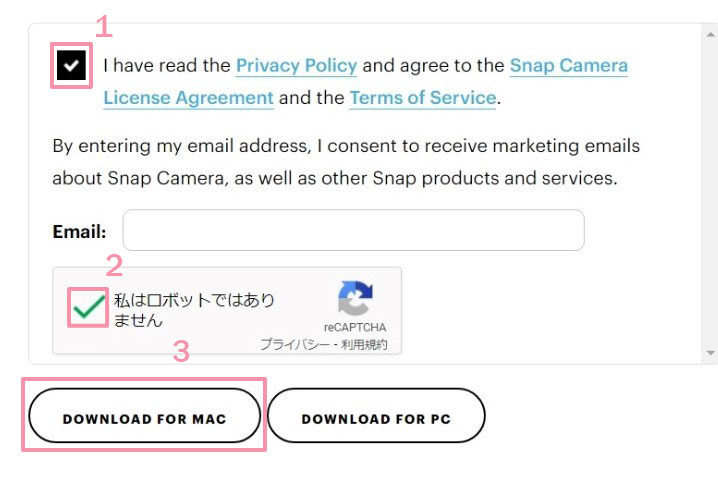 1
I have read the Privacy Policy and agree to the Snap Camera
License Agreement and the Terms of Service.
By entering my email address, I consent to receive marketing emails
about Snap Camera, as well as other Snap products and services.
Email:
2
私はロボットではあり
ません
reCAPTCHA
プライバシー - 利用規約
3
DOWNLOAD FOR MAC
DOWNLOAD FOR PC